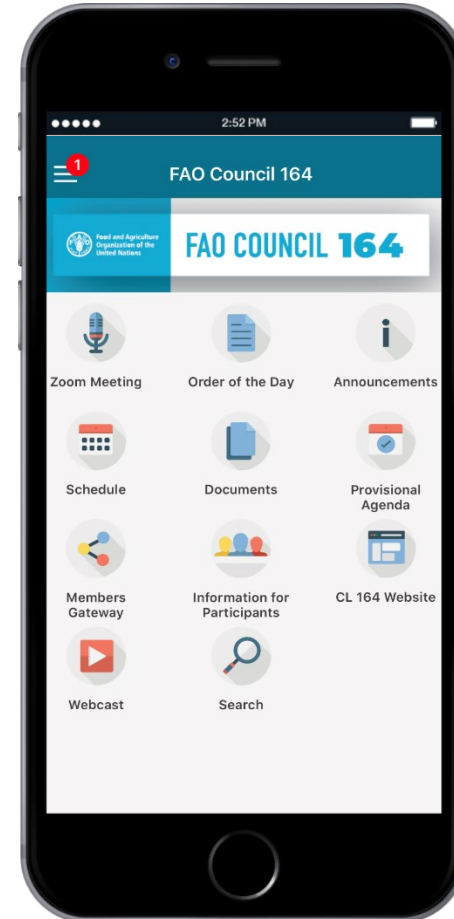 2:52 PM
1
FAO Council 164
Food and Agriculture
Organization of the
United Nations
FAO COUNCIL 164
Zoom Meeting
Order of the Day
Announcements
Schedule
Documents
Provisional
Agenda
Members
Gateway
Information for
Participants
CL 164 Website
Webcast
Search